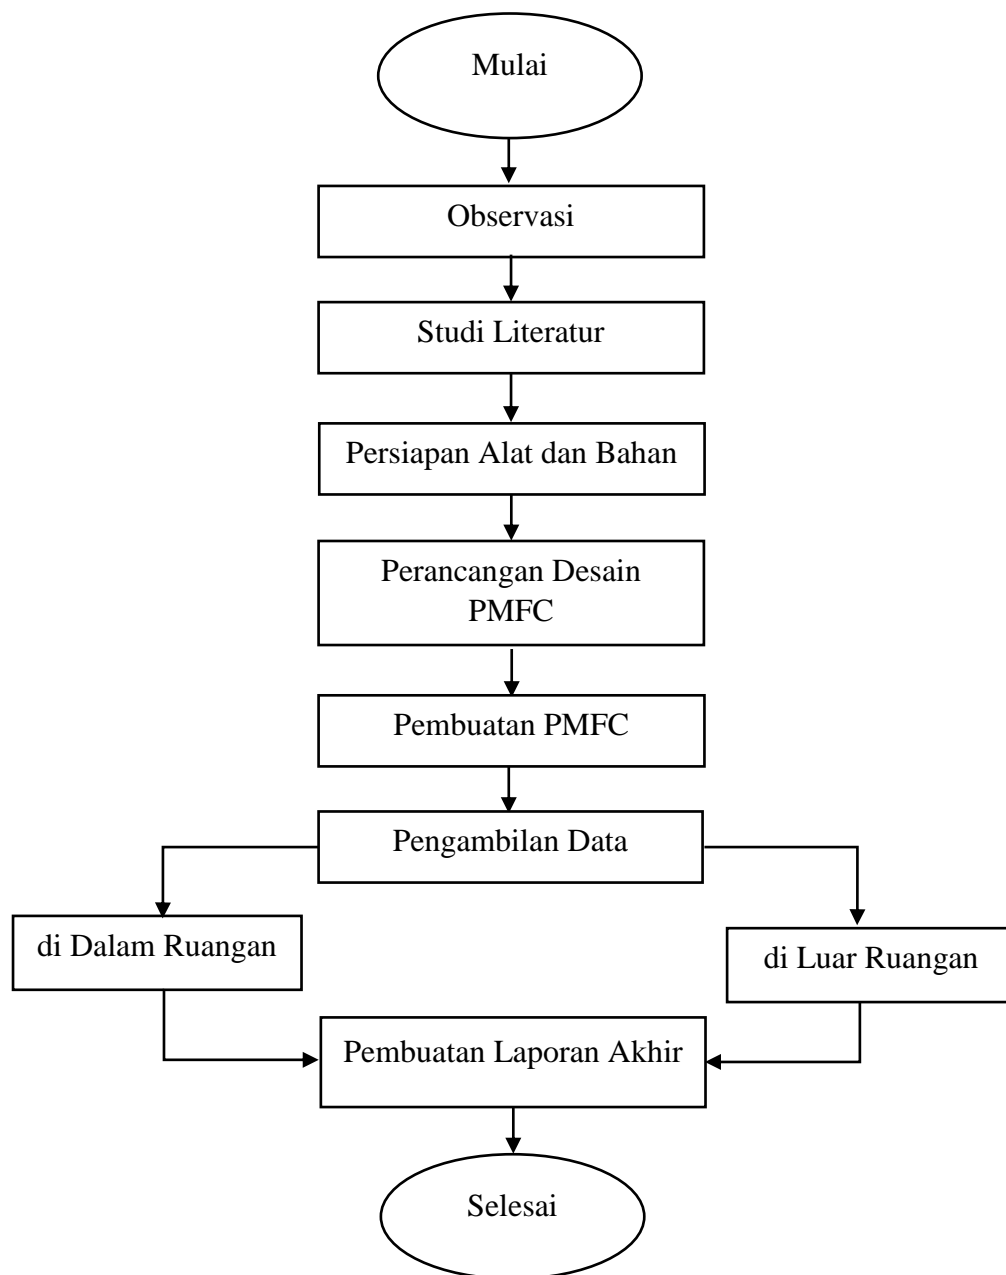 Mulai
Observasi
Studi Literatur
Persiapan Alat dan Bahan
Perancangan Desain
PMFC
Pembuatan PMFC
Pengambilan Data
di Dalam Ruangan
di Luar Ruangan
Pembuatan Laporan Akhir
Selesai